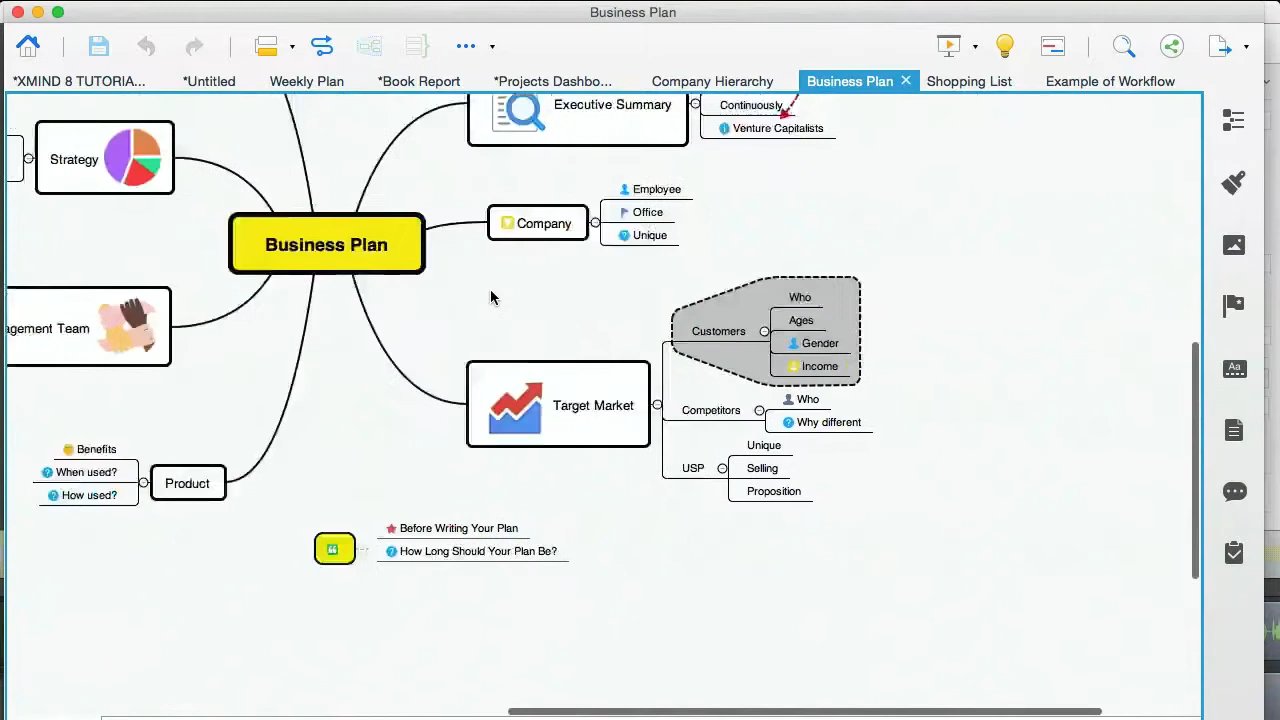 Business Plan
*XMIND 8 TUTORIA... *Untitled Weekly Plan *Book Report *Projects Dashbo... Company Hierarchy Business Plan Shopping List Example of Workflow
Executive Summary
Continuously
Venture Capitalists
Strategy
Business Plan
Company
Employee
Office
Unique
agement Team
Target Market
Customers
Who
Ages
Gender
Income
Competitors
Who
Why different
USP
Unique
Selling
Proposition
Benefits
When used?
How used?
Product
Before Writing Your Plan
How Long Should Your Plan Be?
Aa